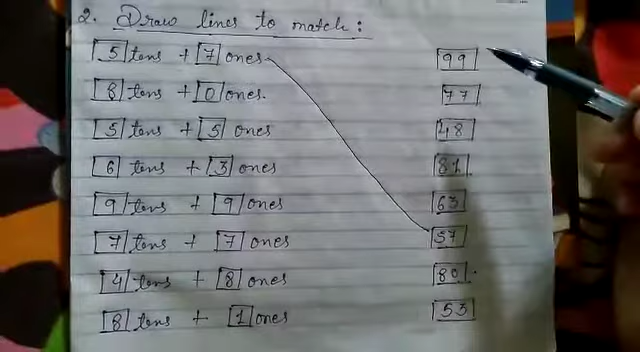 2. Draw lines to match:
5 tens + 7 ones 99
8 tens + 0 ones. 77
5 tens + 5 ones 48
6 tens + 3 ones 81
9 tens + 9 ones 63
7 tens + 7 ones 57
4 tens + 8 ones 80
8 tens + 1 ones 53